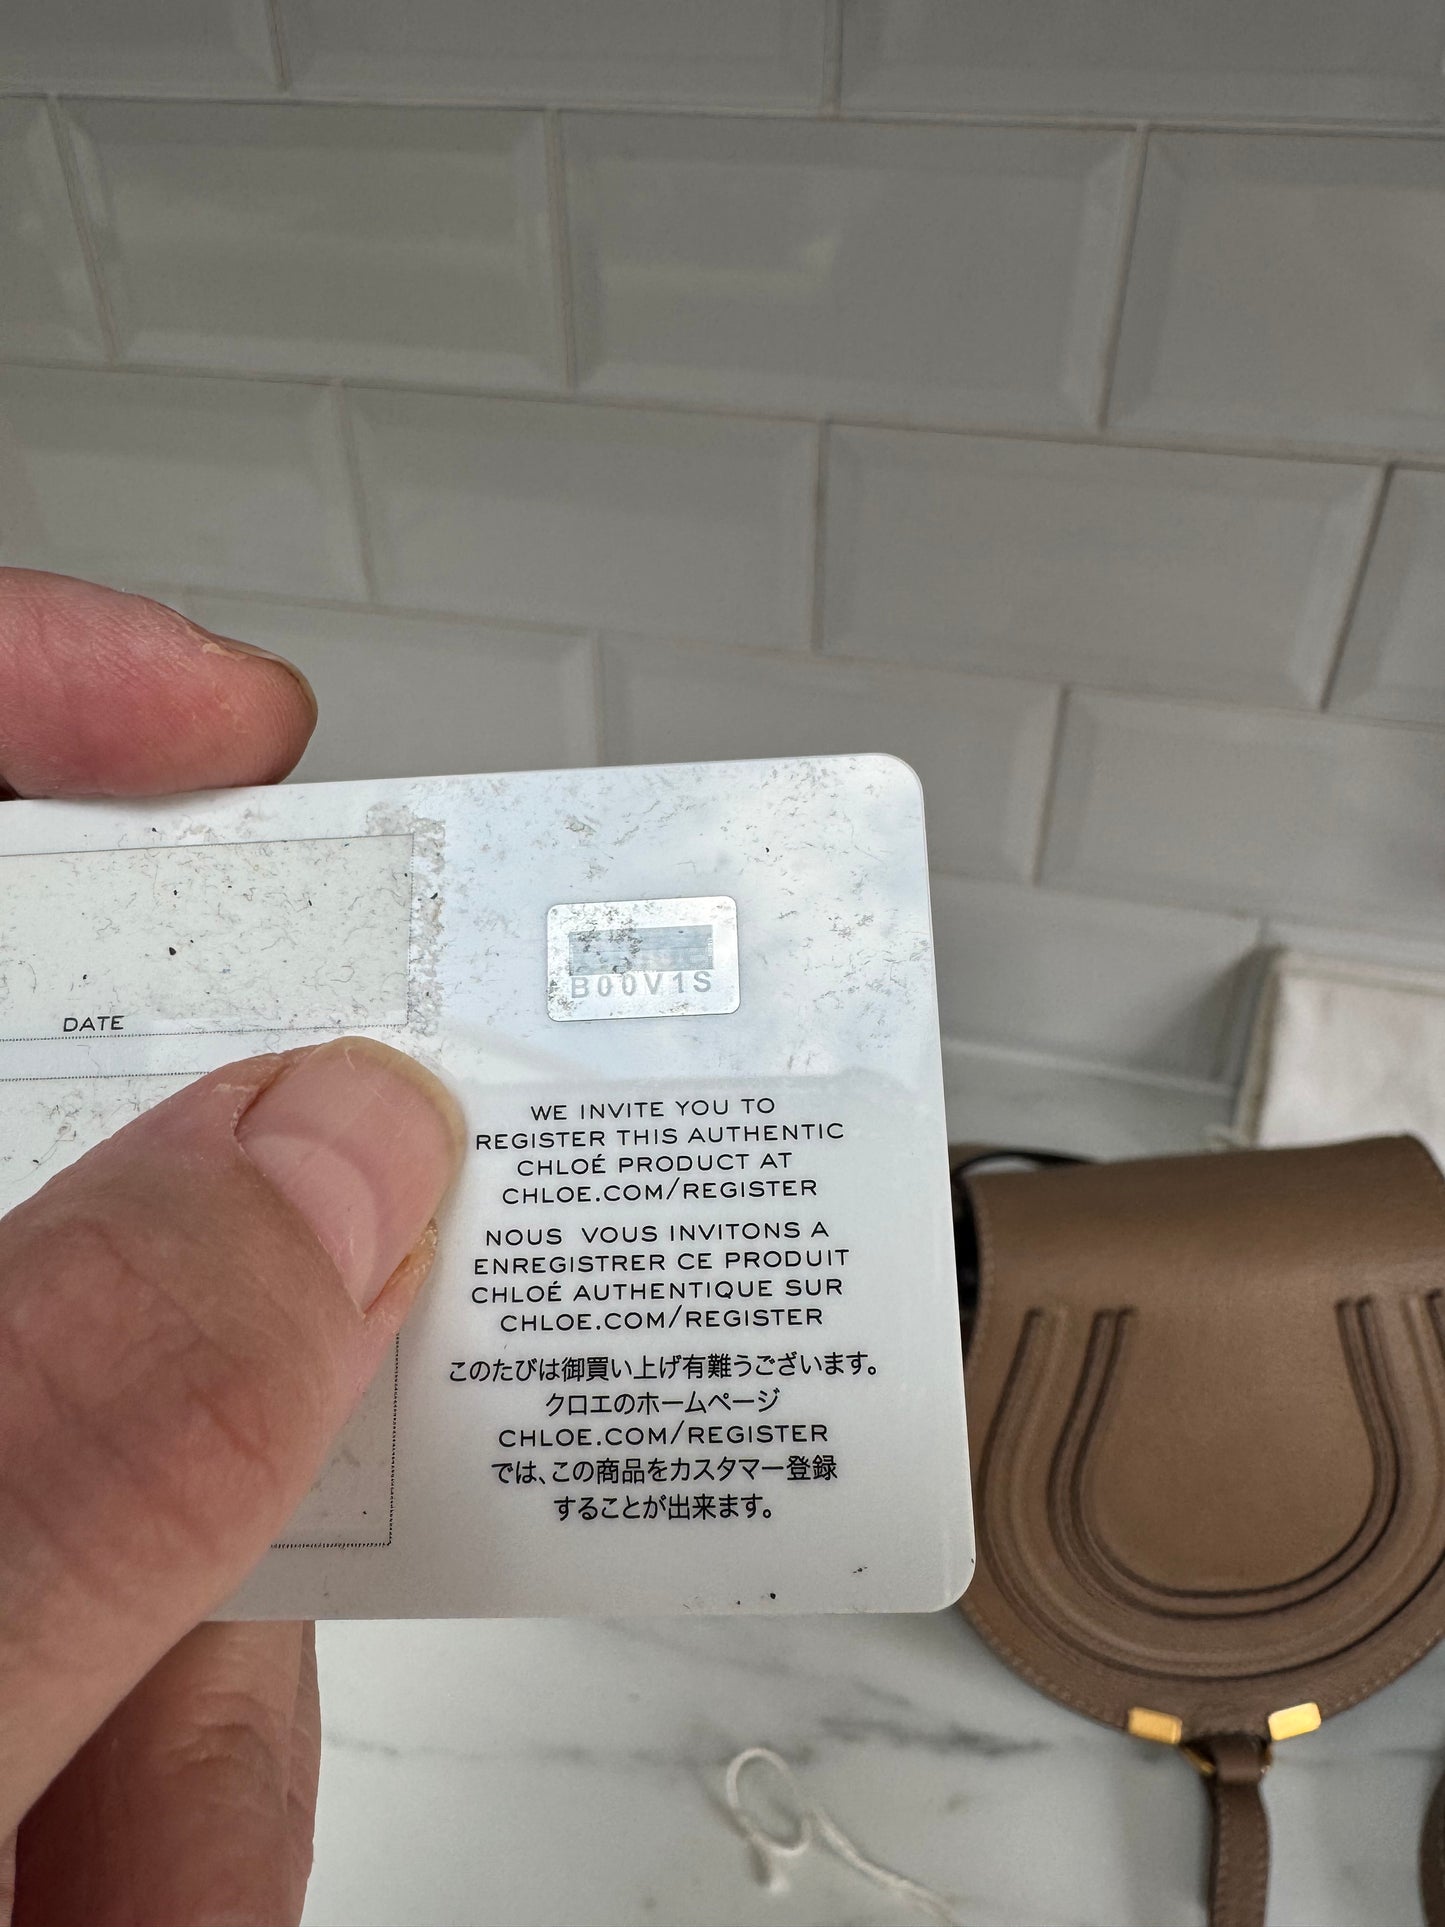 DATE
B00V1S
WE INVITE YOU TO
REGISTER THIS AUTHENTIC
CHLOÉ PRODUCT AT
CHLOE.COM/REGISTER
NOUS VOUS INVITONS A
ENREGISTRER CE PRODUIT
CHLOÉ AUTHENTIQUE SUR
CHLOE.COM/REGISTER
このたびは御買い上げ有難うございます。
クロエのホームページ
CHLOE.COM/REGISTER
では、この商品をカスタマー登録
することが出来ます。